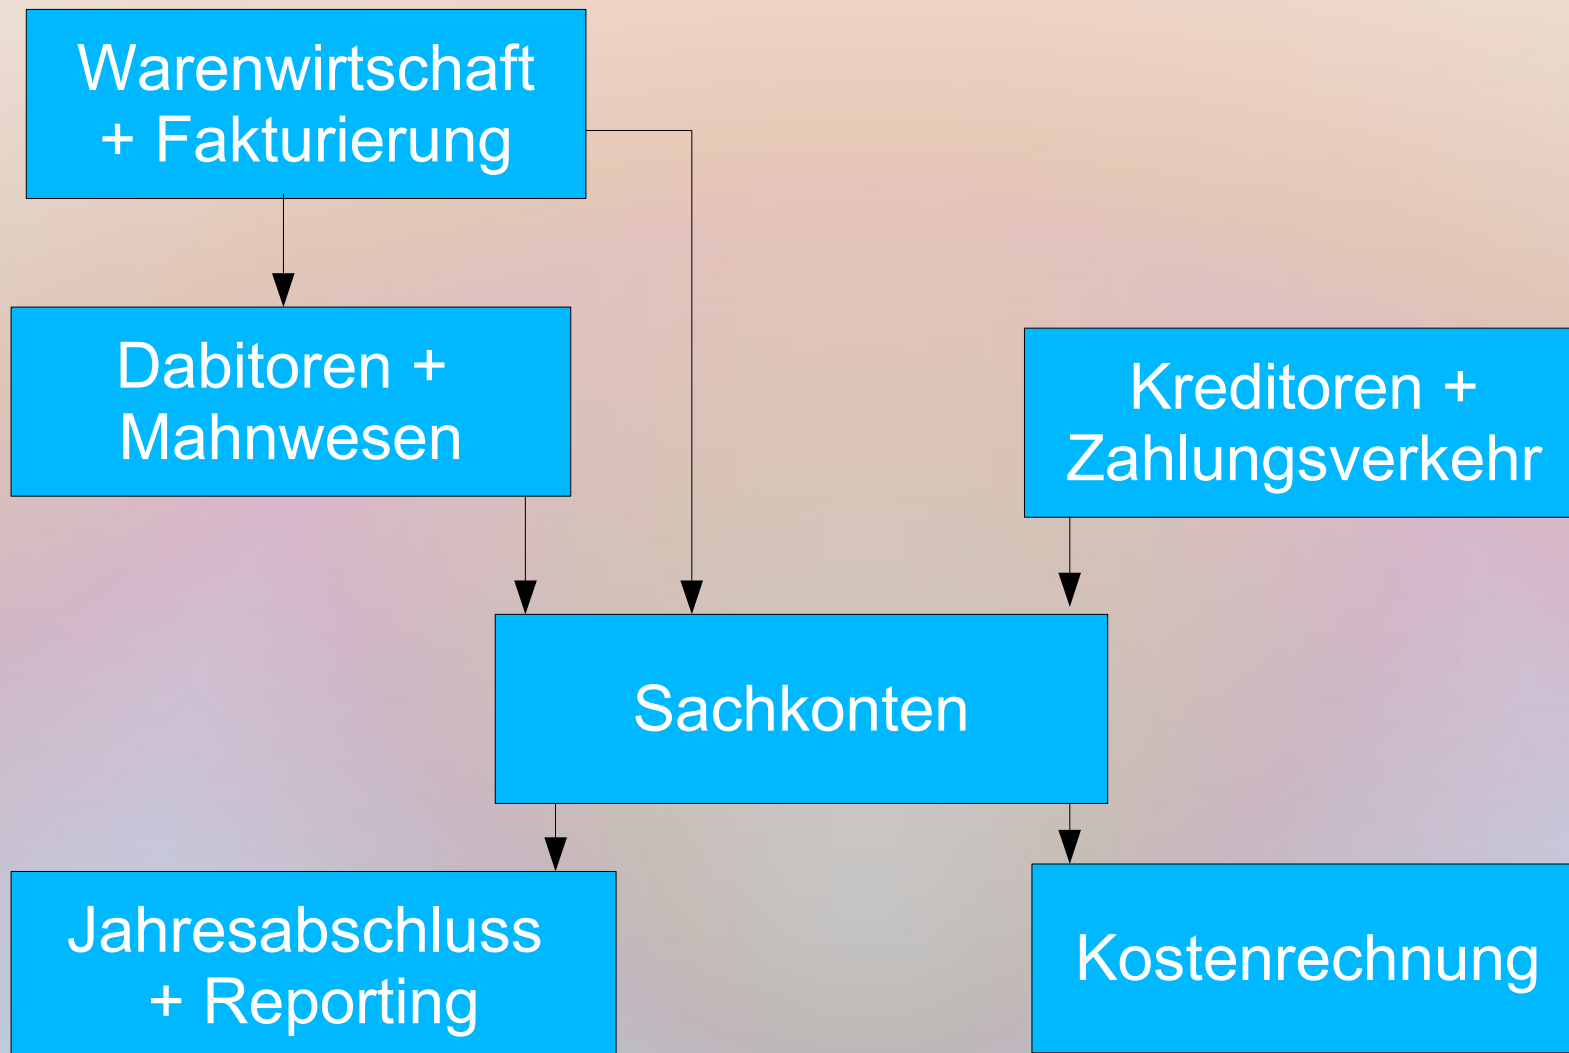 Warenwirtschaft
+ Fakturierung
Dabitoren +
Mahnwesen
Kreditoren +
Zahlungsverkehr
Sachkonten
Jahresabschluss
+ Reporting
Kostenrechnung